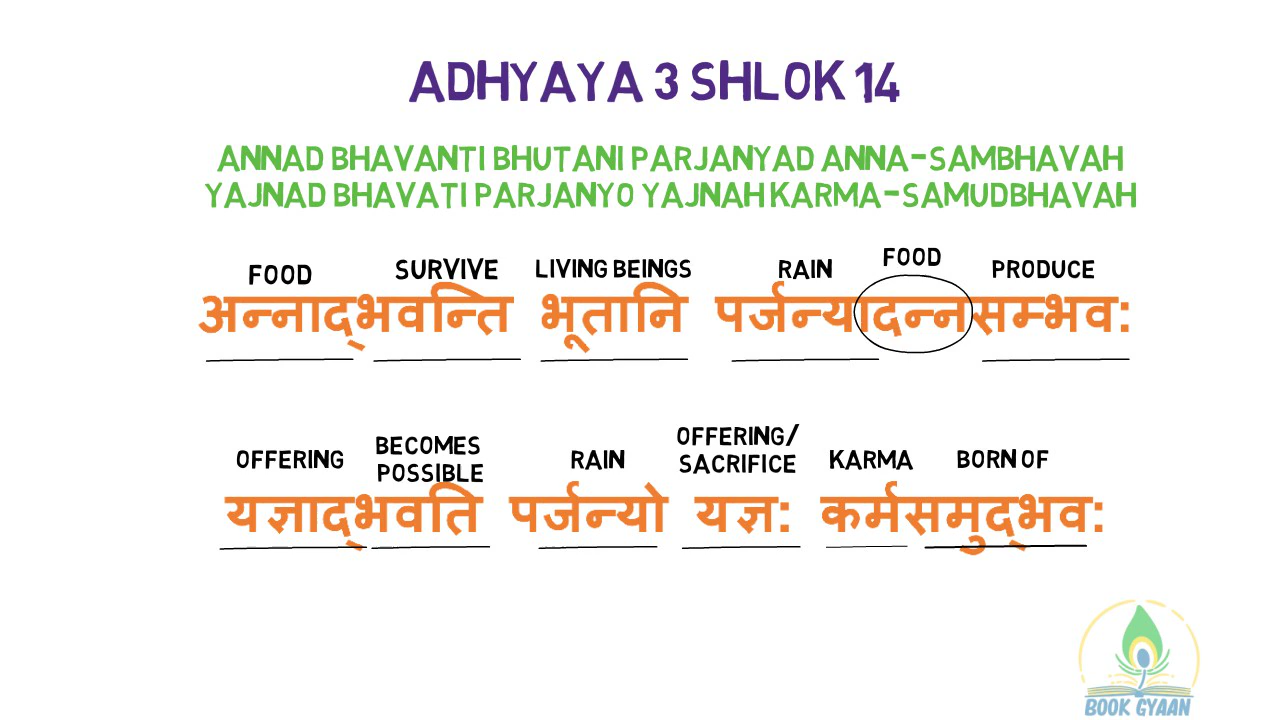 ADHYAYA 3 SHLOK 14
ANNAD BHAVANTI BHUTANI PARJANYAD ANNA-SAMBHAVAH
YAJNAD BHAVATI PARJANYO YAJNAH KARMA-SAMUDBHAVAH
FOOD SURVIVE LIVING BEINGS RAIN FOOD PRODUCE
अन्नाद्भवन्ति भूतानि पर्जन्यादन्नसम्भव:
OFFERING BECOMES POSSIBLE RAIN OFFERING/ SACRIFICE KARMA BORN OF
यज्ञाद्भवति पर्जन्यो यज्ञ: कर्मसमुद्भव:
BOOK GYAAN